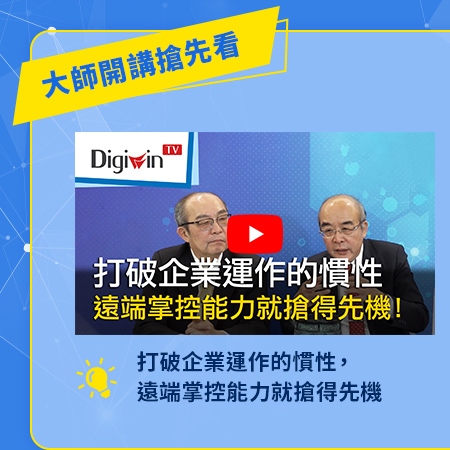 大師開講搶先看
Digiwin TV
打破企業運作的慣性
遠端掌控能力就搶得先機!
打破企業運作的慣性,
遠端掌控能力就搶得先機